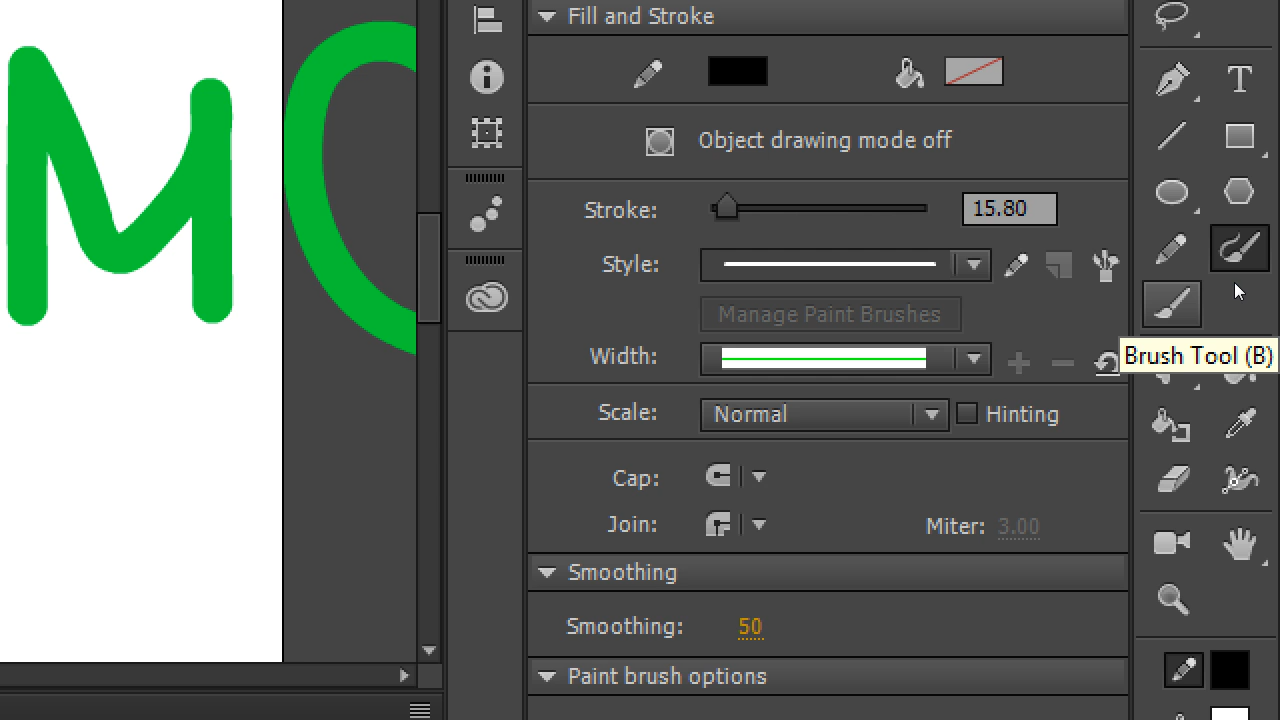 M
Fill and Stroke
Object drawing mode off
Stroke: 15.80
Style:
Manage Paint Brushes
Width:
Brush Tool (B)
Scale: Normal Hinting
Cap:
Join: Miter: 3.00
Smoothing
Smoothing: 50
Paint brush options